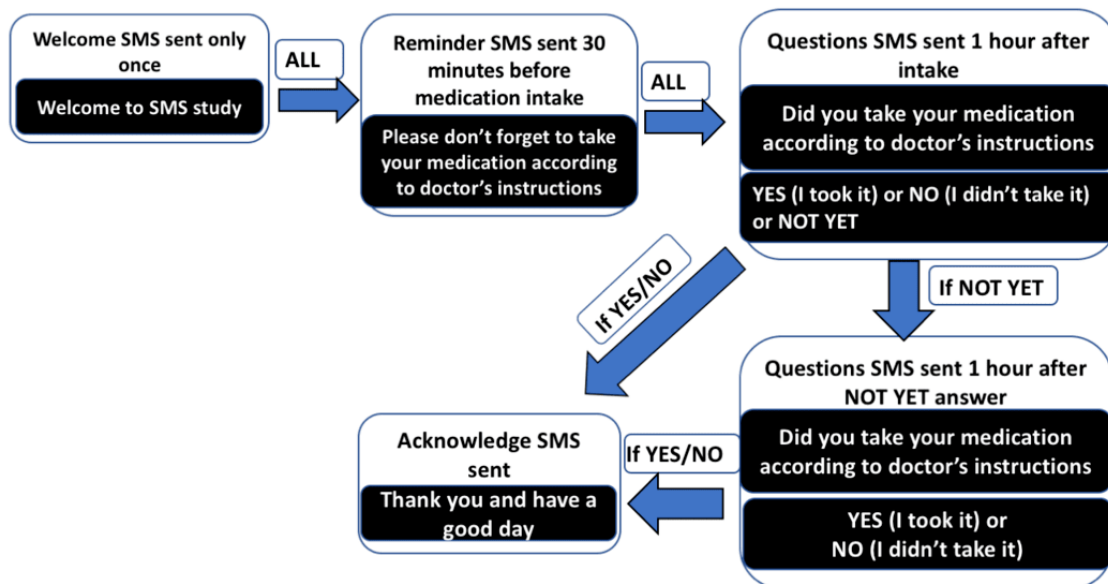 Welcome SMS sent only
once
Welcome to SMS study
ALL
Reminder SMS sent 30
minutes before
medication intake
Please don't forget to take
your medication according
to doctor's instructions
ALL
Questions SMS sent 1 hour after
intake
Did you take your medication
according to doctor's instructions
YES (I took it) or NO (I didn't take it)
or NOT YET
If YES/NO
If NOT YET
Questions SMS sent 1 hour after
NOT YET answer
Did you take your medication
according to doctor's instructions
YES (I took it) or
NO (I didn't take it)
If YES/NO
Acknowledge SMS
sent
Thank you and have a
good day